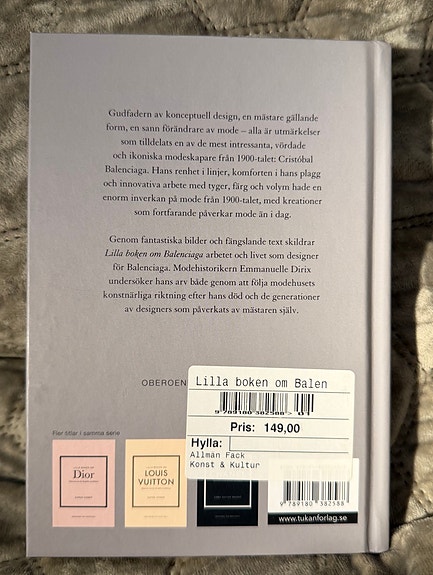 Gudfadern av konceptuell design, en mästare gällande
form, en sann förändrare av mode – alla är utmärkelser
som tilldelats en av de mest intressanta, vördade
och ikoniska modeskapare från 1900-talet: Cristóbal
Balenciaga. Hans renhet i linjer, komforten i hans plagg
och innovativa arbete med tyger, färg och volym hade en
enorm inverkan på mode från 1900-talet, med kreationer
som fortfarande påverkar mode än i dag.
Genom fantastiska bilder och fängslande text skildrar
Lilla boken om Balenciaga arbetet och livet som designer
för Balenciaga. Modehistorikern Emmanuelle Dirix
undersöker hans arv både genom att följa modehusets
konstnärliga riktning efter hans död och de generationer
av designers som påverkats av mästaren själv.
OBEROEN
Lilla boken om Balen
9789180382588>
Pris: 149,00
Hylla:
Allmän Fack
Konst & Kultur
Fler titlar i samma serie
Dior
LOUIS
VUITTON
9 789180 382588
www.tukanforlag.se